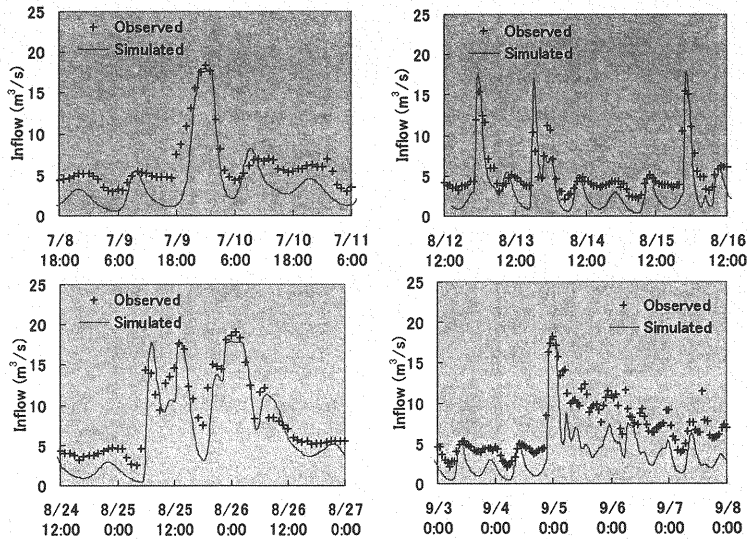 25
20
15
10
5
0
Inflow (m³/s)
Observed
Simulated
7/8 7/9 7/9 7/10 7/10 7/11
18:00 6:00 18:00 6:00 18:00 6:00
25
20
15
10
5
0
Inflow (m³/s)
Observed
Simulated
8/12 8/13 8/14 8/15 8/16
12:00 12:00 12:00 12:00 12:00
25
20
15
10
5
0
Inflow (m³/s)
Observed
Simulated
8/24 8/25 8/25 8/26 8/26 8/27
12:00 0:00 12:00 0:00 12:00 0:00
25
20
15
10
5
0
Inflow (m³/s)
Observed
Simulated
9/3 9/4 9/5 9/6 9/7 9/8
0:00 0:00 0:00 0:00 0:00 0:00